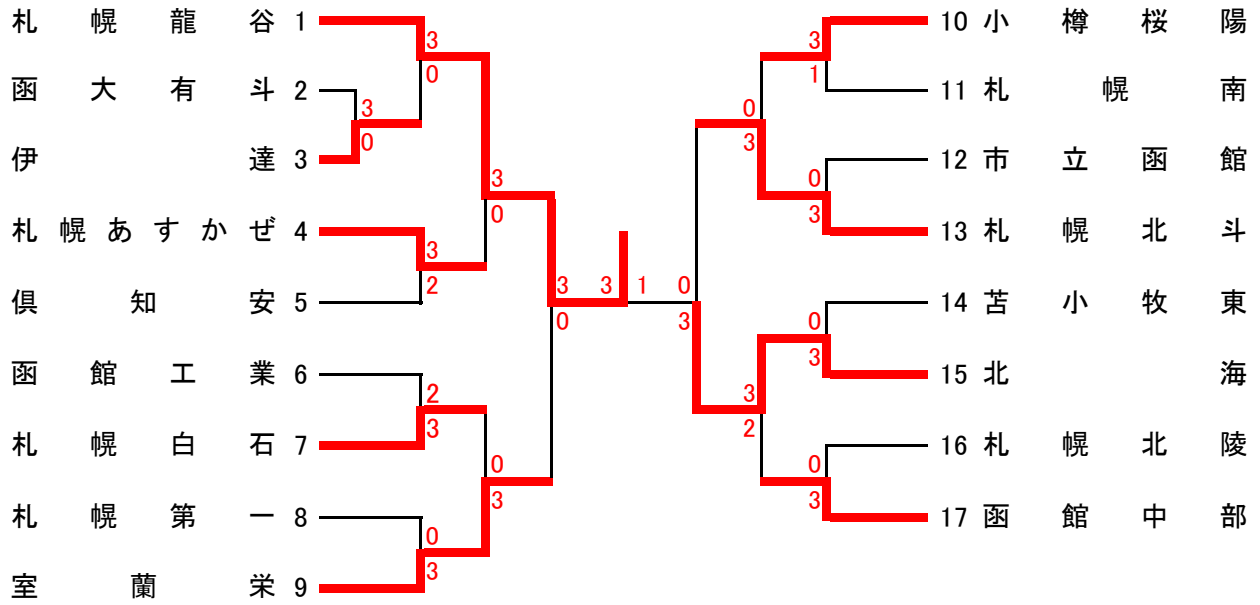 札幌龍谷 1
3
0
函大有斗 2
3
0
伊達 3
3
0
札幌あすかぜ 4
3
2
倶知安 5
3 3
0
函館工業 6
2
3
札幌白石 7
0
3
札幌第一 8
0
3
室蘭栄 9
10 小樽桜陽
3
1
11 札幌南
0
3
12 市立函館
0
3
13 札幌北斗
1 0
3
14 苫小牧東
0
3
15 北海
3
2
16 札幌北陵
0
3
17 函館中部